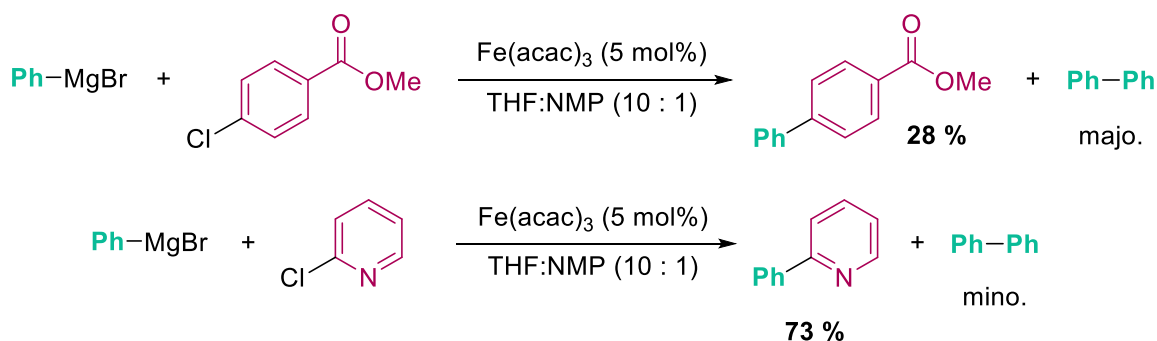 Ph–MgBr + Cl O OMe Fe(acac)3 (5 mol%) Ph O OMe + Ph–Ph
THF:NMP (10 : 1)
28 % majo.
Ph–MgBr + Cl N Fe(acac)3 (5 mol%) Ph N + Ph–Ph
THF:NMP (10 : 1)
mino.
73 %